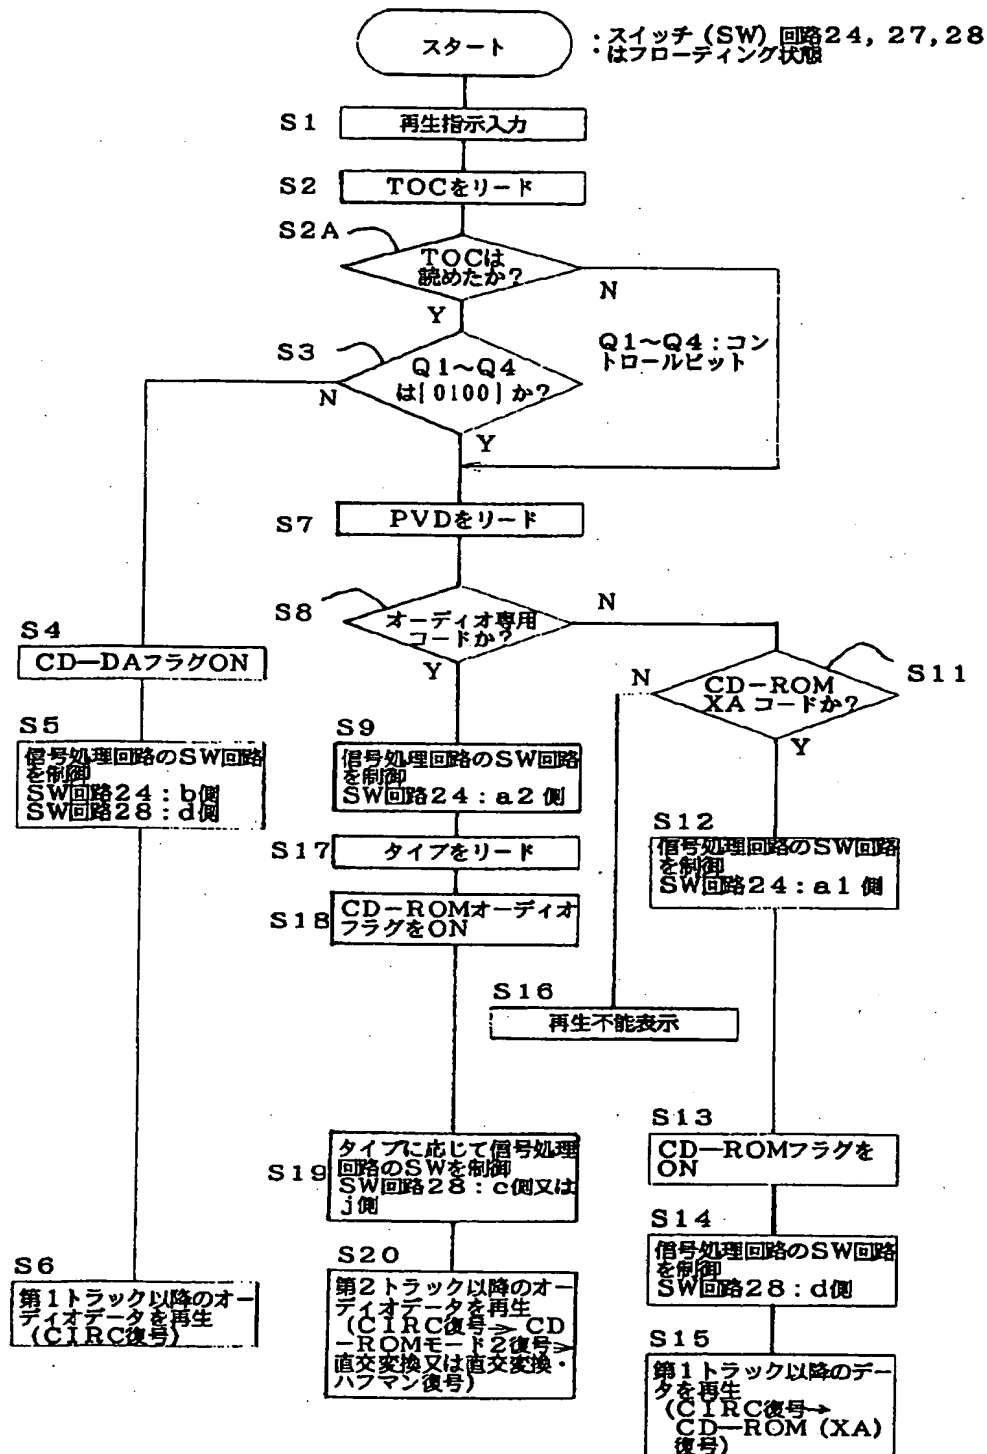 スタート
:スイッチ(SW)回路24,27,28
はフローティング状態
S1
再生指示入力
S2
TOCをリード
S2A
TOCは
読めたか?
N
Y
Q1〜Q4:コン
トロールビット
S3
Q1〜Q4
は{0100}か?
N
Y
S7
PVDをリード
S8
オーディオ専用
コードか?
N
Y
S4
CD―DAフラグON
S11
CD−ROM
XAコードか?
N
Y
S5
信号処理回路のSW回路
を制御
SW回路24:b側
SW回路28:d側
S9
信号処理回路のSW回路
を制御
SW回路24:a2側
S12
信号処理回路のSW回路
を制御
SW回路24:a1側
S17
タイプをリード
S18
CD−ROMオーディオ
フラグをON
S16
再生不能表示
S13
CD―ROMフラグを
ON
S19
タイプに応じて信号処理
回路のSWを制御
SW回路28:c側又は
j側
S14
信号処理回路のSW回路
を制御
SW回路28:d側
S6
第1トラック以降のオー
ディオデータを再生
(CIRC復号)
S20
第2トラック以降のオー
ディオデータを再生
(CIRC復号→CD
−ROMモード2復号→
直交変換又は直交変換・
ハフマン復号)
S15
第1トラック以降のデー
タを再生
(CIRC復号→
CD―ROM(XA)
復号)